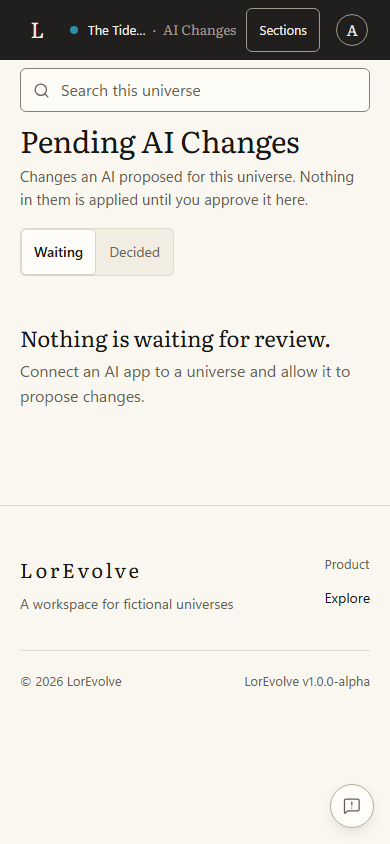 L
The Tide... · AI Changes
Sections
A
Search this universe
Pending AI Changes
Changes an AI proposed for this universe. Nothing
in them is applied until you approve it here.
Waiting
Decided
Nothing is waiting for review.
Connect an AI app to a universe and allow it to
propose changes.
LorEvolve
A workspace for fictional universes
Product
Explore
© 2026 LorEvolve
LorEvolve v1.0.0-alpha